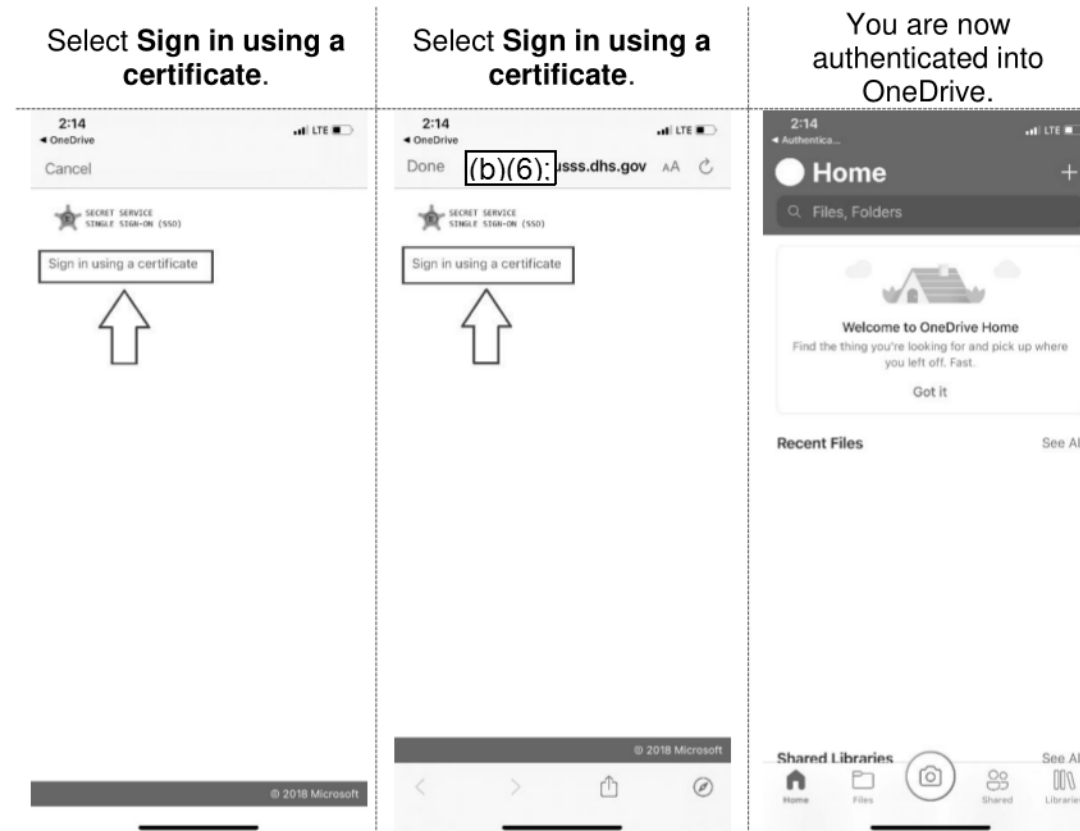 Select Sign in using a
certificate.
2:14
LTE
◄ OneDrive
Cancel
SECRET SERVICE
SINGLE SIGN-ON (SSO)
Sign in using a certificate
© 2018 Microsoft
Select Sign in using a
certificate.
2:14
LTE
◄ OneDrive
Done (b)(6); usss.dhs.gov AA
SECRET SERVICE
SINGLE SIGN-ON (SSO)
Sign in using a certificate
© 2018 Microsoft
You are now
authenticated into
OneDrive.
2:14
LTE
◄ Authentica...
Home +
Files, Folders
Welcome to OneDrive Home
Find the thing you're looking for and pick up where
you left off. Fast.
Got it
Recent Files See Al
Shared Libraries See Al
Home Files Shared Libraries